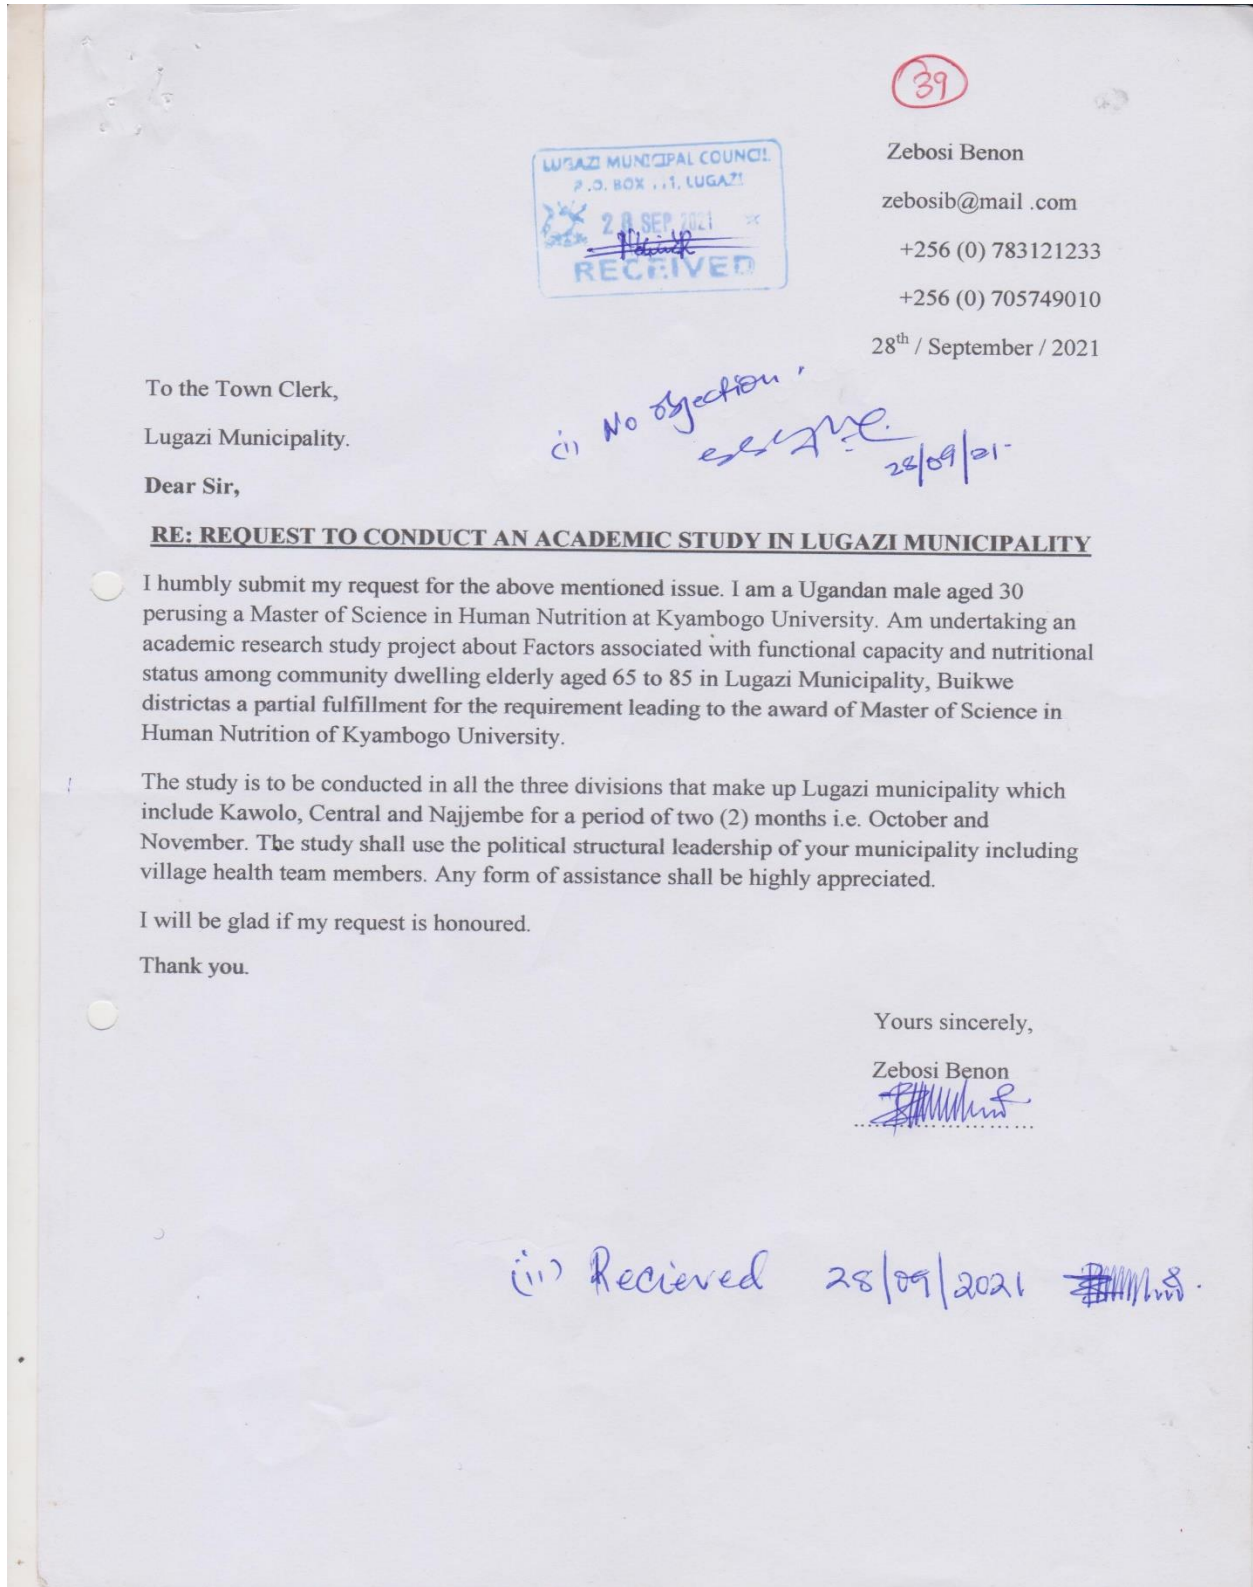 39
LUGAZI MUNICIPAL COUNCIL
P.O. BOX LUGAZI
28 SEP 2021
RECEIVED
Zebosi Benon
zebosib@mail .com
+256 (0) 783121233
+256 (0) 705749010
28th / September / 2021
To the Town Clerk,
Lugazi Municipality.
(i) No objection.
28/09/21
Dear Sir,
RE: REQUEST TO CONDUCT AN ACADEMIC STUDY IN LUGAZI MUNICIPALITY
I humbly submit my request for the above mentioned issue. I am a Ugandan male aged 30
perusing a Master of Science in Human Nutrition at Kyambogo University. Am undertaking an
academic research study project about Factors associated with functional capacity and nutritional
status among community dwelling elderly aged 65 to 85 in Lugazi Municipality, Buikwe
districtas a partial fulfillment for the requirement leading to the award of Master of Science in
Human Nutrition of Kyambogo University.
The study is to be conducted in all the three divisions that make up Lugazi municipality which
include Kawolo, Central and Najjembe for a period of two (2) months i.e. October and
November. The study shall use the political structural leadership of your municipality including
village health team members. Any form of assistance shall be highly appreciated.
I will be glad if my request is honoured.
Thank you.
Yours sincerely,
Zebosi Benon
(ii) Recieved 28/09/2021